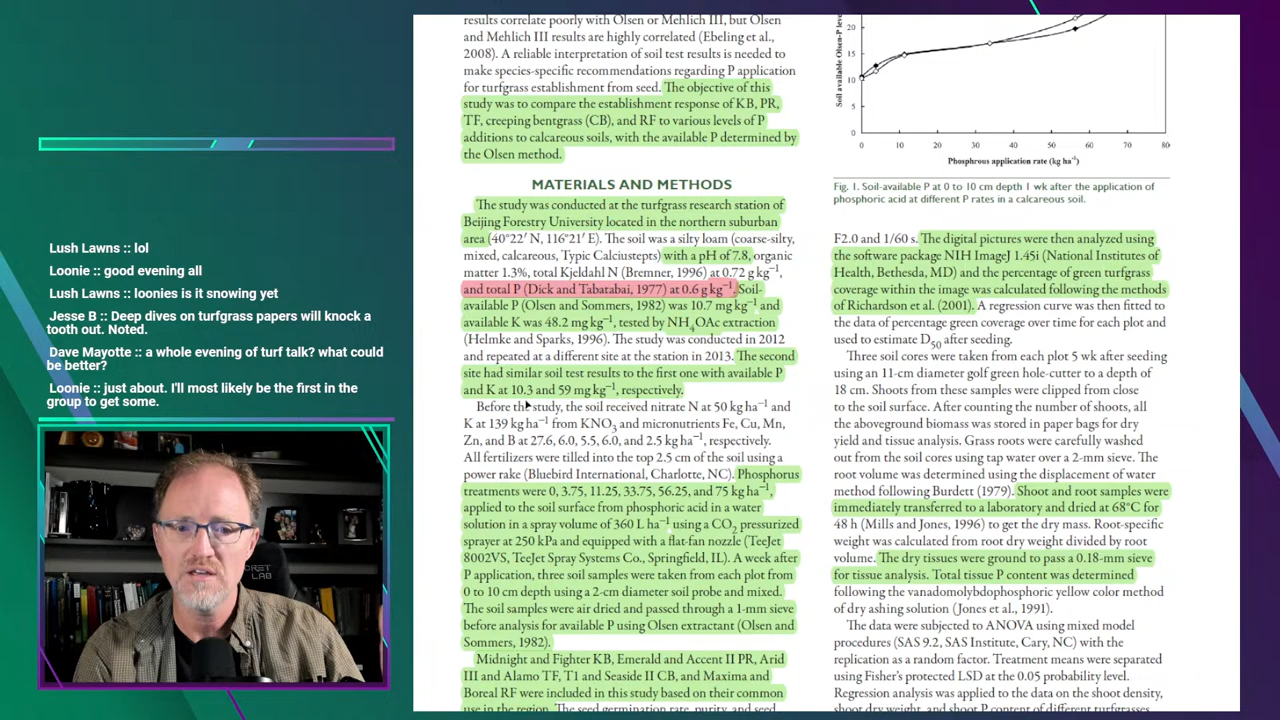 Lush Lawns :: lol
Loonie :: good evening all
Lush Lawns :: loonies is it snowing yet
Jesse B :: Deep dives on turfgrass papers will knock a
tooth out. Noted.
Dave Mayotte :: a whole evening of turf talk? what could
be better?
Loonie :: just about. I'll most likely be the first in the
group to get some.
results correlate poorly with Olsen or Mehlich III, but Olsen
and Mehlich III results are highly correlated (Ebeling et al.,
2008). A reliable interpretation of soil test results is needed to
make species-specific recommendations regarding P application
for turfgrass establishment from seed. The objective of this
study was to compare the establishment response of KB, PR,
TF, creeping bentgrass (CB), and RF to various levels of P
additions to calcareous soils, with the available P determined by
the Olsen method.
MATERIALS AND METHODS
The study was conducted at the turfgrass research station of
Beijing Forestry University located in the northern suburban
area (40°22′ N, 116°21′ E). The soil was a silty loam (coarse-silty,
mixed, calcareous, Typic Calciustepts) with a pH of 7.8, organic
matter 1.3%, total Kjeldahl N (Bremner, 1996) at 0.72 g kg⁻¹,
and total P (Dick and Tabatabai, 1977) at 0.6 g kg⁻¹. Soil-
available P (Olsen and Sommers, 1982) was 10.7 mg kg⁻¹ and
available K was 48.2 mg kg⁻¹, tested by NH₄OAc extraction
(Helmke and Sparks, 1996). The study was conducted in 2012
and repeated at a different site at the station in 2013. The second
site had similar soil test results to the first one with available P
and K at 10.3 and 59 mg kg⁻¹, respectively.
Before the study, the soil received nitrate N at 50 kg ha⁻¹ and
K at 139 kg ha⁻¹ from KNO₃ and micronutrients Fe, Cu, Mn,
Zn, and B at 27.6, 6.0, 5.5, 6.0, and 2.5 kg ha⁻¹, respectively.
All fertilizers were tilled into the top 2.5 cm of the soil using a
power rake (Bluebird International, Charlotte, NC). Phosphorus
treatments were 0, 3.75, 11.25, 33.75, 56.25, and 75 kg ha⁻¹,
applied to the soil surface from phosphoric acid in a water
solution in a spray volume of 360 L ha⁻¹ using a CO₂ pressurized
sprayer at 250 kPa and equipped with a flat-fan nozzle (TeeJet
8002VS, TeeJet Spray Systems Co., Springfield, IL). A week after
P application, three soil samples were taken from each plot from
0 to 10 cm depth using a 2-cm diameter soil probe and mixed.
The soil samples were air dried and passed through a 1-mm sieve
before analysis for available P using Olsen extractant (Olsen and
Sommers, 1982).
Midnight and Fighter KB, Emerald and Accent II PR, Arid
III and Alamo TF, T1 and Seaside II CB, and Maxima and
Boreal RF were included in this study based on their common
use in the region. The seed germination rate, purity, and seed
Soil available Olsen-P
20
15
10
5
0
0 10 20 30 40 50 60 70 80
Phosphrous application rate (kg ha⁻¹)
Fig. 1. Soil-available P at 0 to 10 cm depth 1 wk after the application of
phosphoric acid at different P rates in a calcareous soil.
F2.0 and 1/60 s. The digital pictures were then analyzed using
the software package NIH ImageJ 1.45i (National Institutes of
Health, Bethesda, MD) and the percentage of green turfgrass
coverage within the image was calculated following the methods
of Richardson et al. (2001). A regression curve was then fitted to
the data of percentage green coverage over time for each plot and
used to estimate D₅₀ after seeding.
Three soil cores were taken from each plot 5 wk after seeding
using an 11-cm diameter golf green hole-cutter to a depth of
18 cm. Shoots from these samples were clipped from close
to the soil surface. After counting the number of shoots, all
the aboveground biomass was stored in paper bags for dry
yield and tissue analysis. Grass roots were carefully washed
out from the soil cores using tap water over a 2-mm sieve. The
root volume was determined using the displacement of water
method following Burdett (1979). Shoot and root samples were
immediately transferred to a laboratory and dried at 68°C for
48 h (Mills and Jones, 1996) to get the dry mass. Root-specific
weight was calculated from root dry weight divided by root
volume. The dry tissues were ground to pass a 0.18-mm sieve
for tissue analysis. Total tissue P content was determined
following the vanadomolybdophosphoric yellow color method
of dry ashing solution (Jones et al., 1991).
The data were subjected to ANOVA using mixed model
procedures (SAS 9.2, SAS Institute, Cary, NC) with the
replication as a random factor. Treatment means were separated
using Fisher's protected LSD at the 0.05 probability level.
Regression analysis was applied to the data on the shoot density,
shoot dry weight, and shoot P content of different turfgrasses